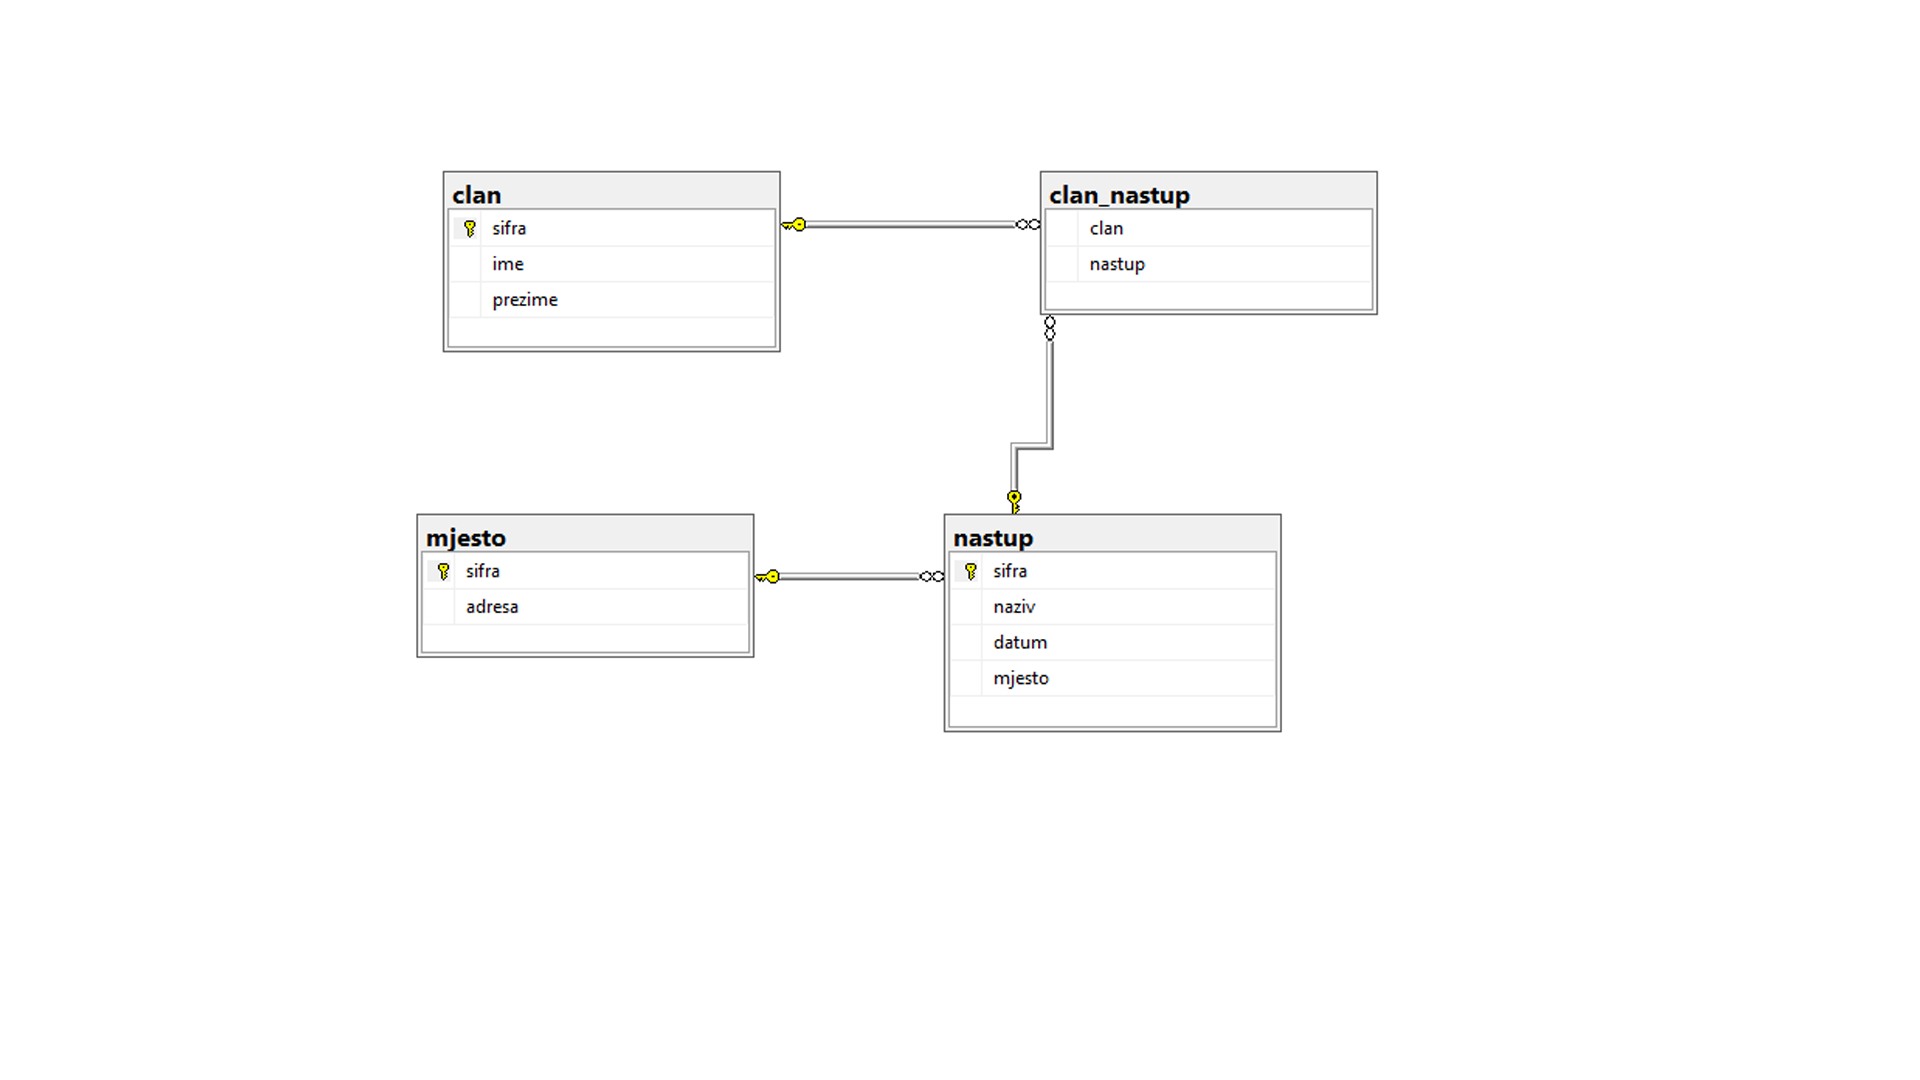 clan
sifra
ime
prezime
clan_nastup
clan
nastup
mjesto
sifra
adresa
nastup
sifra
naziv
datum
mjesto